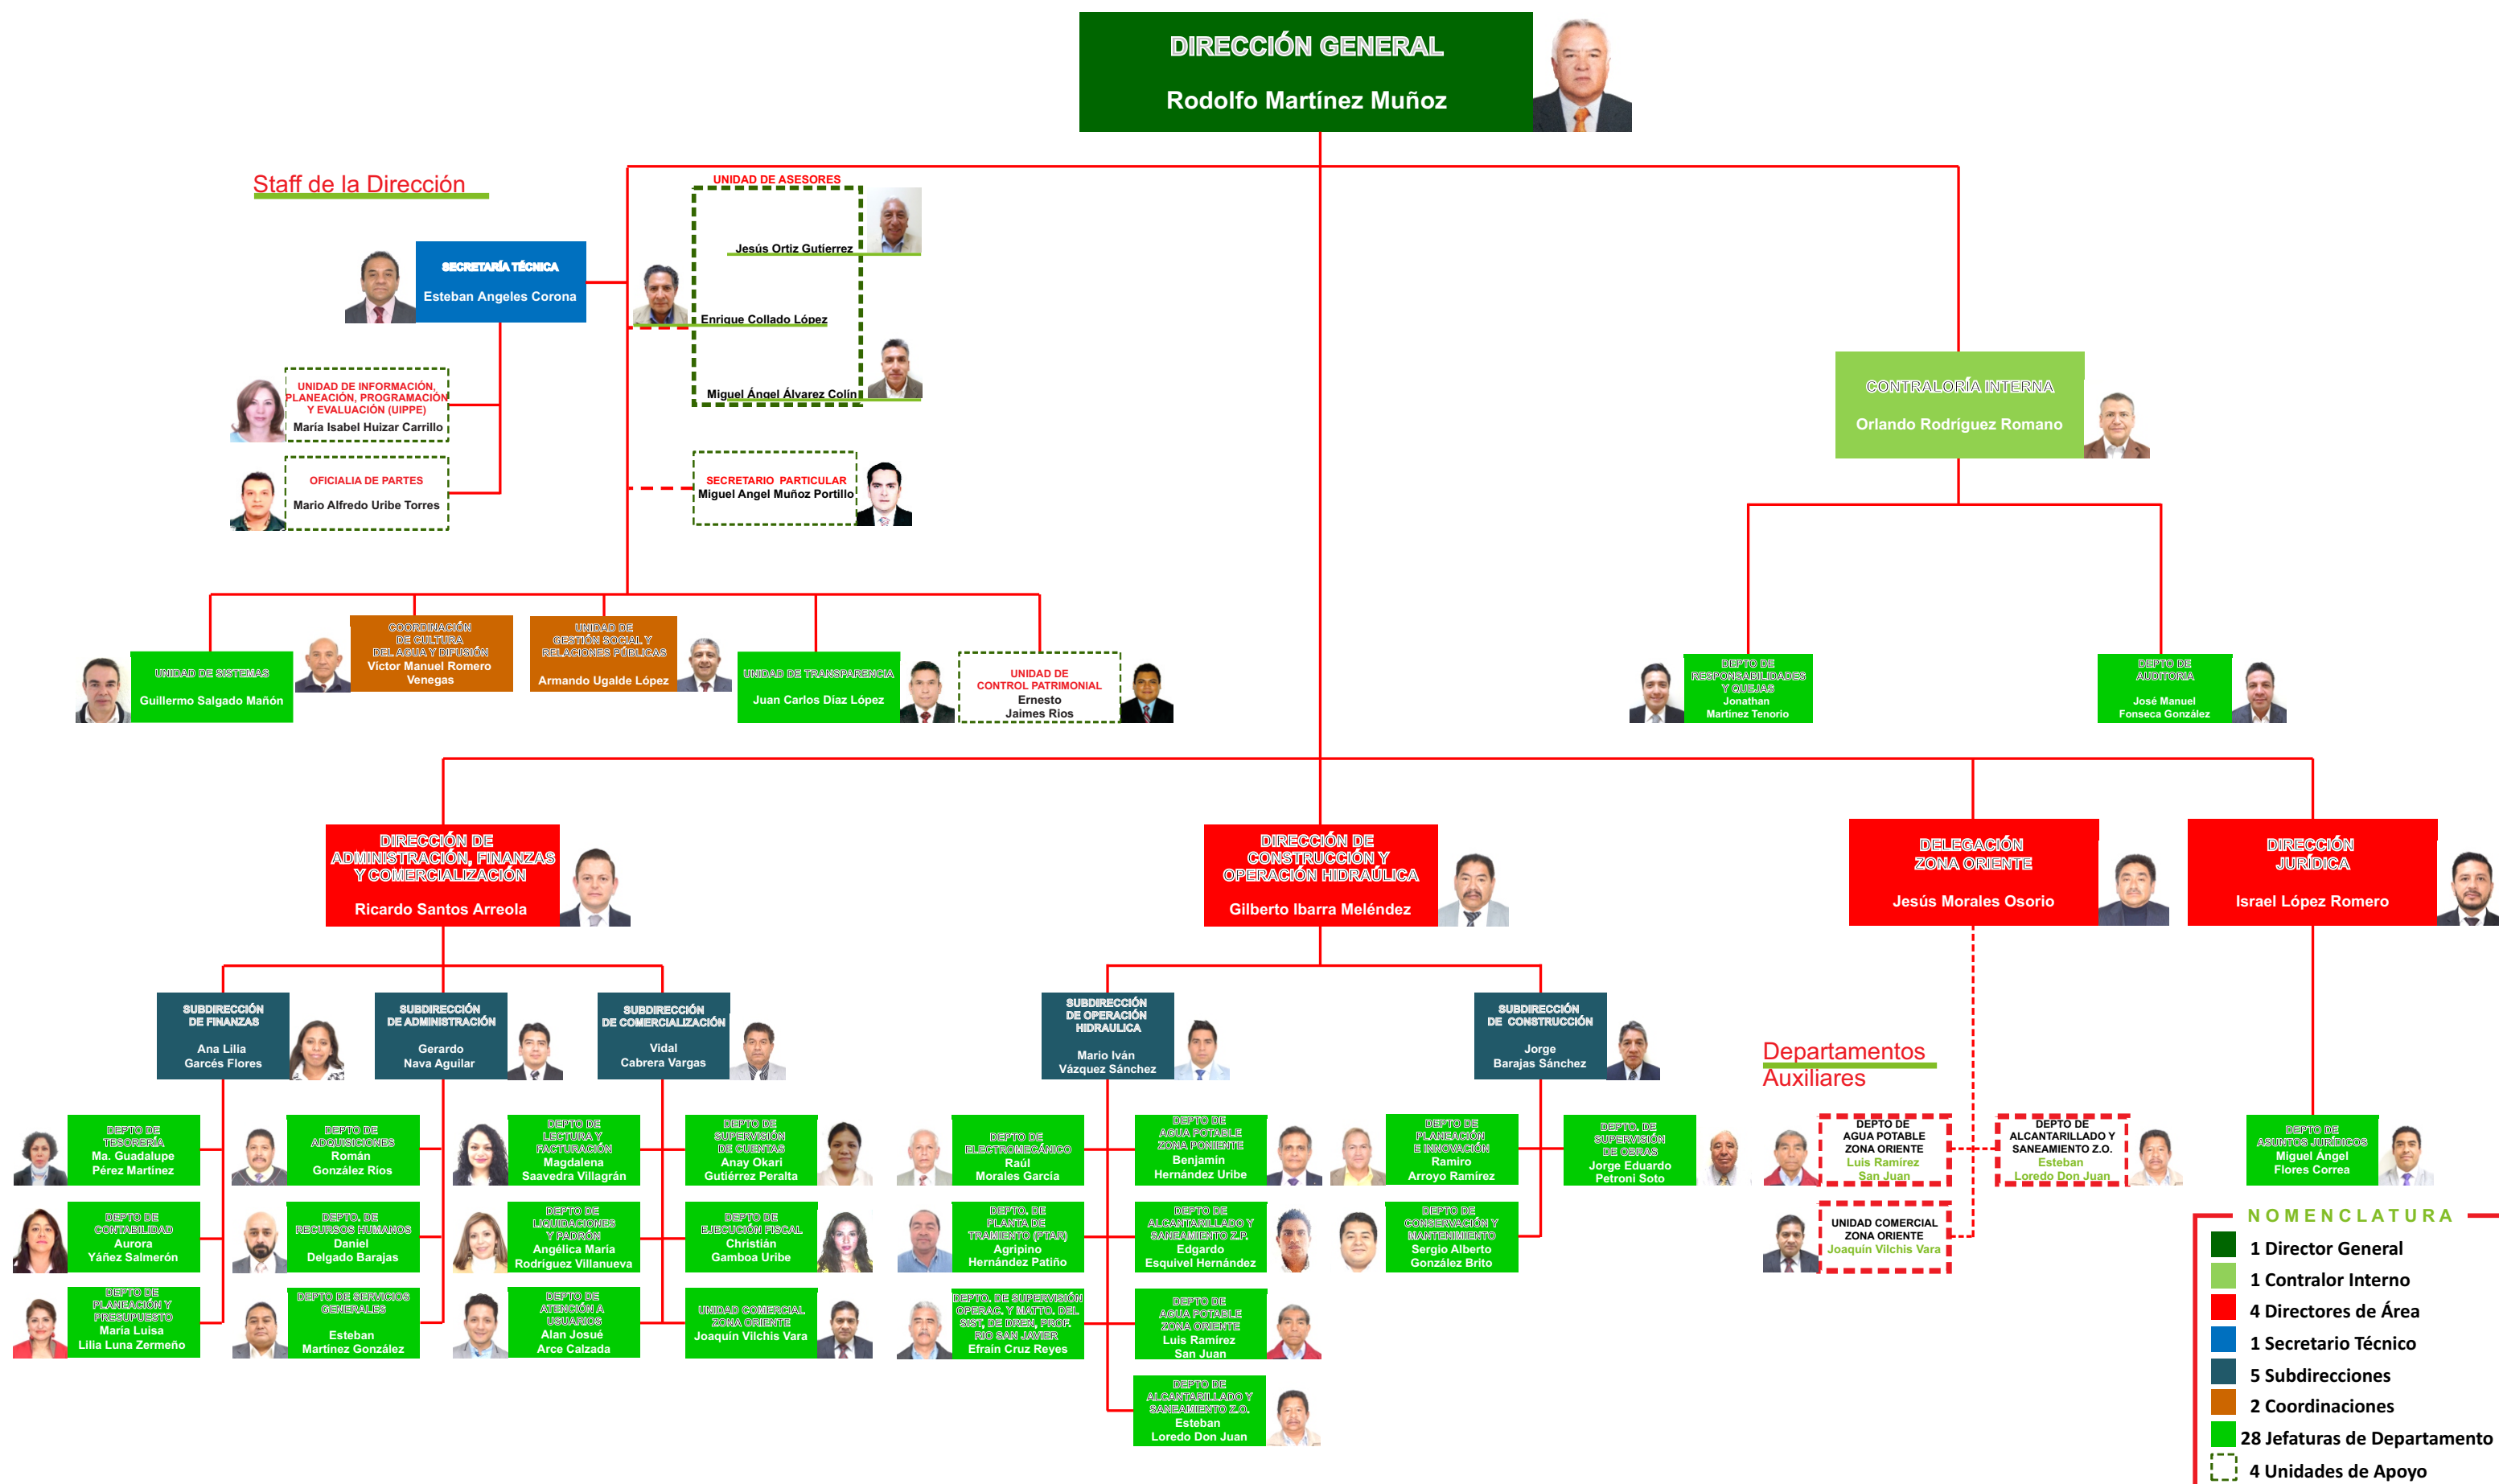 DIRECCIÓN GENERAL
Rodolfo Martínez Muñoz
Staff de la Dirección
UNIDAD DE ASESORES
Jesús Ortiz Gutierrez
Enrique Collado López
Miguel Ángel Álvarez Colín
SECRETARÍA TÉCNICA
Esteban Angeles Corona
UNIDAD DE INFORMACIÓN,
PLANEACIÓN, PROGRAMACIÓN
Y EVALUACIÓN (UIPPE)
María Isabel Huizar Carrillo
OFICIALIA DE PARTES
Mario Alfredo Uribe Torres
SECRETARIO PARTICULAR
Miguel Angel Muñoz Portillo
CONTRALORÍA INTERNA
Orlando Rodríguez Romano
UNIDAD DE SISTEMAS
Guillermo Salgado Mañón
COORDINACIÓN
DE CULTURA
DEL AGUA Y DIFUSIÓN
Víctor Manuel Romero
Venegas
UNIDAD DE
GESTIÓN SOCIAL Y
RELACIONES PÚBLICAS
Armando Ugalde López
UNIDAD DE TRANSPARENCIA
Juan Carlos Díaz López
UNIDAD DE
CONTROL PATRIMONIAL
Ernesto
Jaimes Rios
DEPTO DE
RESPONSABILIDADES
Y QUEJAS
Jonathan
Martinez Tenorio
DEPTO DE
AUDITORIA
José Manuel
Fonseca González
DIRECCIÓN DE
ADMINISTRACIÓN, FINANZAS
Y COMERCIALIZACIÓN
Ricardo Santos Arreola
DIRECCIÓN DE
CONSTRUCCIÓN Y
OPERACIÓN HIDRAÚLICA
Gilberto Ibarra Meléndez
DELEGACIÓN
ZONA ORIENTE
Jesús Morales Osorio
DIRECCIÓN
JURÍDICA
Israel López Romero
SUBDIRECCIÓN
DE FINANZAS
Ana Lilia
Garcés Flores
SUBDIRECCIÓN
DE ADMINISTRACIÓN
Gerardo
Nava Aguilar
SUBDIRECCIÓN
DE COMERCIALIZACIÓN
Vidal
Cabrera Vargas
SUBDIRECCIÓN
DE OPERACIÓN
HIDRAULICA
Mario Iván
Vázquez Sánchez
SUBDIRECCIÓN
DE CONSTRUCCIÓN
Jorge
Barajas Sánchez
Departamentos
Auxiliares
DEPTO DE
TESORERÍA
Ma. Guadalupe
Pérez Martínez
DEPTO DE
ADQUISICIONES
Román
González Ríos
DEPTO DE
LECTURA Y
FACTURACIÓN
Magdalena
Saavedra Villagrán
DEPTO DE
SUPERVISIÓN
DE CUENTAS
Anay Okari
Gutiérrez Peralta
DEPTO DE
ELECTROMECÁNICO
Raúl
Morales García
DEPTO DE
AGUA POTABLE
ZONA PONIENTE
Benjamín
Hernández Uribe
DEPTO DE
PLANEACIÓN
E INNOVACIÓN
Ramiro
Arroyo Ramírez
DEPTO. DE
SUPERVISIÓN
DE OBRAS
Jorge Eduardo
Petroni Soto
DEPTO DE
AGUA POTABLE
ZONA ORIENTE
Luis Ramírez
San Juan
DEPTO DE
ALCANTARILLADO Y
SANEAMIENTO Z.O.
Esteban
Loredo Don Juan
DEPTO DE
ASUNTOS JURÍDICOS
Miguel Ángel
Flores Correa
DEPTO DE
CONTABILIDAD
Aurora
Yáñez Salmerón
DEPTO. DE
RECURSOS HUMANOS
Daniel
Delgado Barajas
DEPTO DE
LIQUIDACIONES
Y PADRÓN
Angélica María
Rodríguez Villanueva
DEPTO DE
EJECUCIÓN FISCAL
Christián
Gamboa Uribe
DEPTO. DE
PLANTA DE
TRAMIENTO (PTAR)
Agripino
Hernández Patiño
DEPTO DE
ALCANTARILLADO Y
SANEAMIENTO Z.P.
Edgardo
Esquivel Hernández
DEPTO DE
CONSERVACIÓN Y
MANTENIMIENTO
Sergio Alberto
González Brito
UNIDAD COMERCIAL
ZONA ORIENTE
Joaquín Vilchis Vara
DEPTO DE
PLANEACIÓN Y
PRESUPUESTO
María Luisa
Lilia Luna Zermeño
DEPTO DE SERVICIOS
GENERALES
Esteban
Martínez González
DEPTO DE
ATENCIÓN A
USUARIOS
Alan Josué
Arce Calzada
UNIDAD COMERCIAL
ZONA ORIENTE
Joaquín Vilchis Vara
DEPTO. DE SUPERVISIÓN
OPERAC. Y MATTO. DEL
SIST, DE DREN, PROF.
RIO SAN JAVIER
Efraín Cruz Reyes
DEPTO DE
AGUA POTABLE
ZONA ORIENTE
Luis Ramírez
San Juan
DEPTO DE
ALCANTARILLADO Y
SANEAMIENTO Z.O.
Esteban
Loredo Don Juan
NOMENCLATURA
1 Director General
1 Contralor Interno
4 Directores de Área
1 Secretario Técnico
5 Subdirecciones
2 Coordinaciones
28 Jefaturas de Departamento
4 Unidades de Apoyo